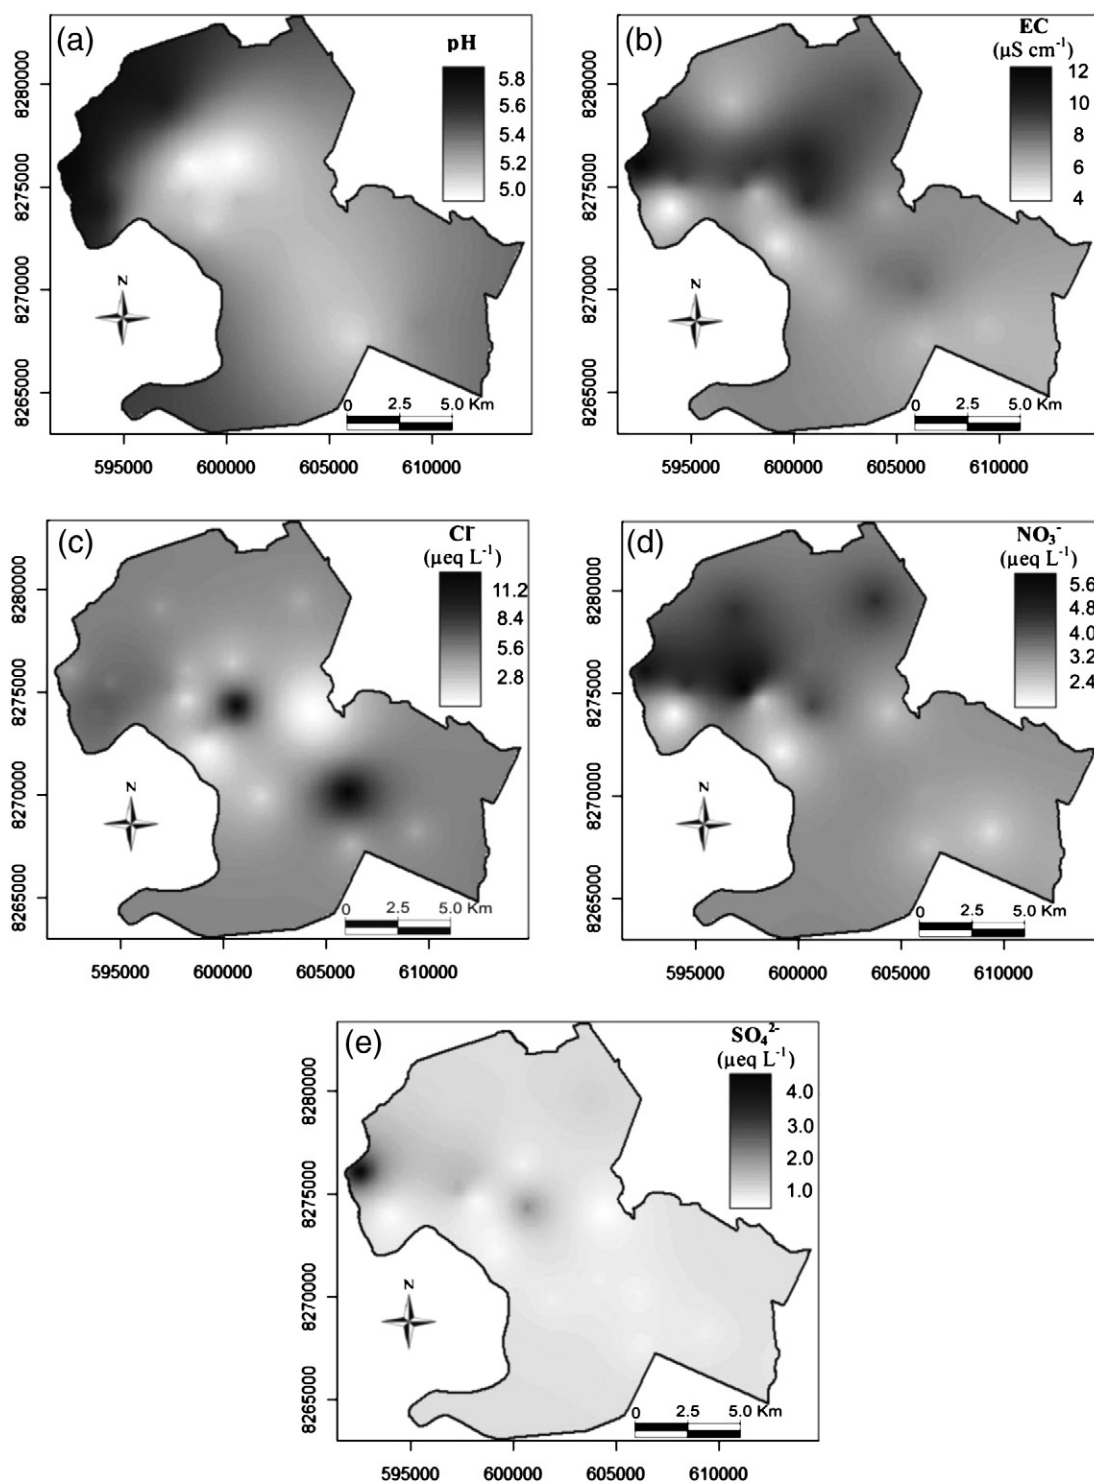 (a)
pH
5.8
5.6
5.4
5.2
5.0
8280000
8275000
8270000
8265000
N
0 2.5 5.0 Km
595000 600000 605000 610000
(b)
EC
(µS cm⁻¹)
12
10
8
6
4
8280000
8275000
8270000
8265000
N
0 2.5 5.0 Km
595000 600000 605000 610000
(c)
Cl⁻
(µeq L⁻¹)
11.2
8.4
5.6
2.8
8280000
8275000
8270000
8265000
N
0 2.5 5.0 Km
595000 600000 605000 610000
(d)
NO₃⁻
(µeq L⁻¹)
5.6
4.8
4.0
3.2
2.4
8280000
8275000
8270000
8265000
N
0 2.5 5.0 Km
595000 600000 605000 610000
(e)
SO₄²⁻
(µeq L⁻¹)
4.0
3.0
2.0
1.0
8280000
8275000
8270000
8265000
N
0 2.5 5.0 Km
595000 600000 605000 610000